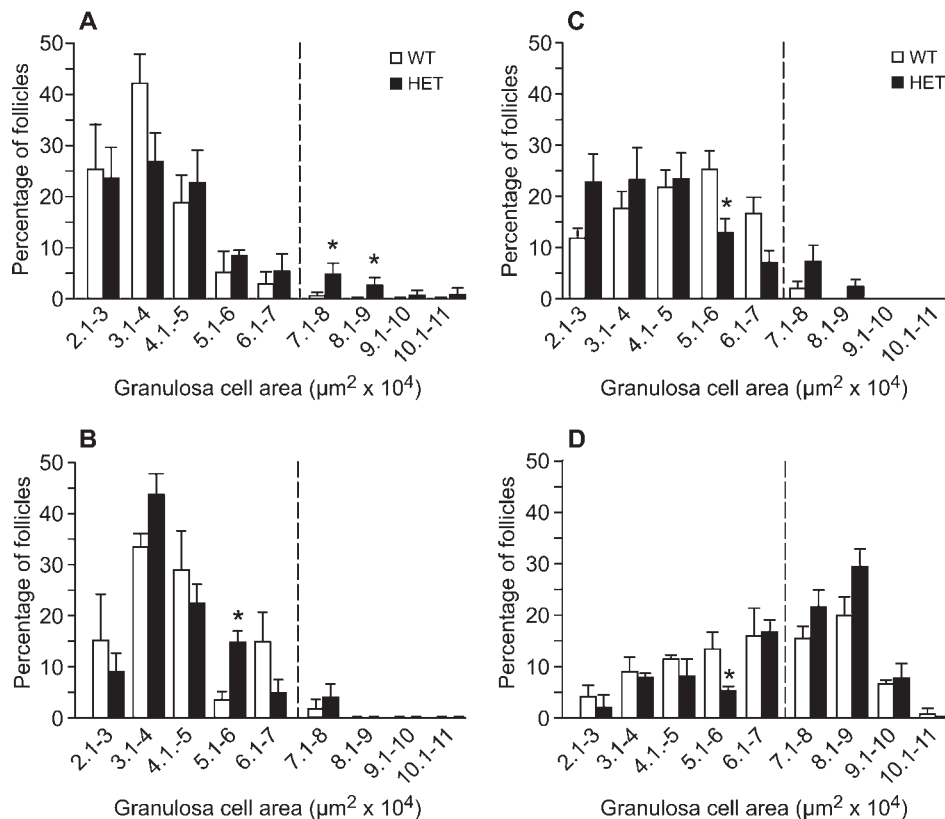 A
50
40
30
20
10
0
Percentage of follicles
WT
HET
* *
2.1-3 3.1-4 4.1.-5 5.1-6 6.1-7 7.1-8 8.1-9 9.1-10 10.1-11
Granulosa cell area (µm² x 10⁴)
C
50
40
30
20
10
0
Percentage of follicles
WT
HET
*
2.1-3 3.1-4 4.1- 5 5.1-6 6.1-7 7.1-8 8.1-9 9.1-10 10.1-11
Granulosa cell area (µm² x 10⁴)
B
50
40
30
20
10
0
Percentage of follicles
*
2.1-3 3.1-4 4.1.-5 5.1-6 6.1-7 7.1-8 8.1-9 9.1-10 10.1-11
Granulosa cell area (µm² x 10⁴)
D
50
40
30
20
10
0
Percentage of follicles
*
2.1-3 3.1-4 4.1-5 5.1-6 6.1-7 7.1-8 8.1-9 9.1-10 10.1-11
Granulosa cell area (µm² x 10⁴)